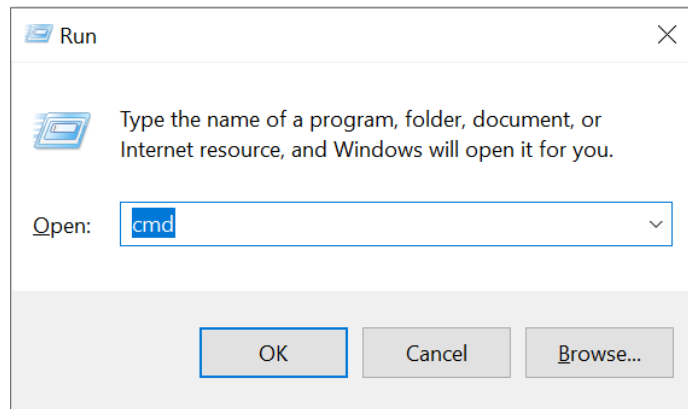 Run
Type the name of a program, folder, document, or
Internet resource, and Windows will open it for you.
Open: cmd
OK Cancel Browse...